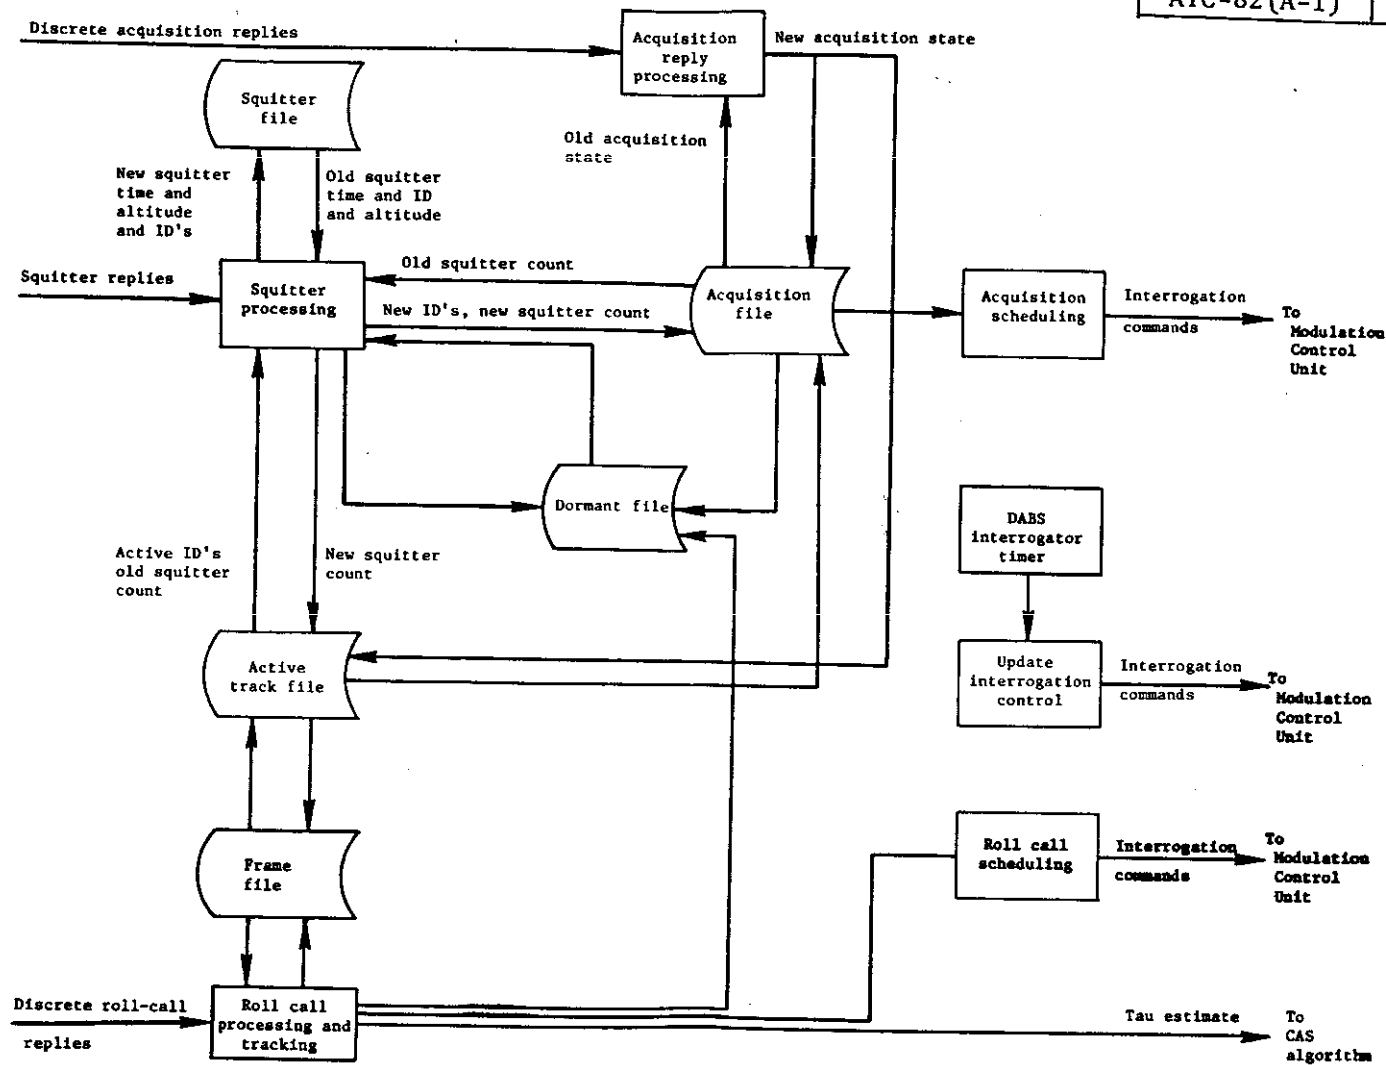 ATC-82(A-1)
Discrete acquisition replies
Acquisition
reply
processing
New acquisition state
Squitter
file
Old acquisition
state
New squitter
time and
altitude
and ID's
Old squitter
time and ID
and altitude
Squitter replies
Squitter
processing
Old squitter count
New ID's, new squitter count
Acquisition
file
Acquisition
scheduling
Interrogation
commands
To
Modulation
Control
Unit
Dormant file
DABS
interrogator
timer
Active ID's
old squitter
count
New squitter
count
Active
track file
Update
interrogation
control
Interrogation
commands
To
Modulation
Control
Unit
Frame
file
Roll call
scheduling
Interrogation
commands
To
Modulation
Control
Unit
Discrete roll-call
replies
Roll call
processing and
tracking
Tau estimate
To
CAS
algorithm